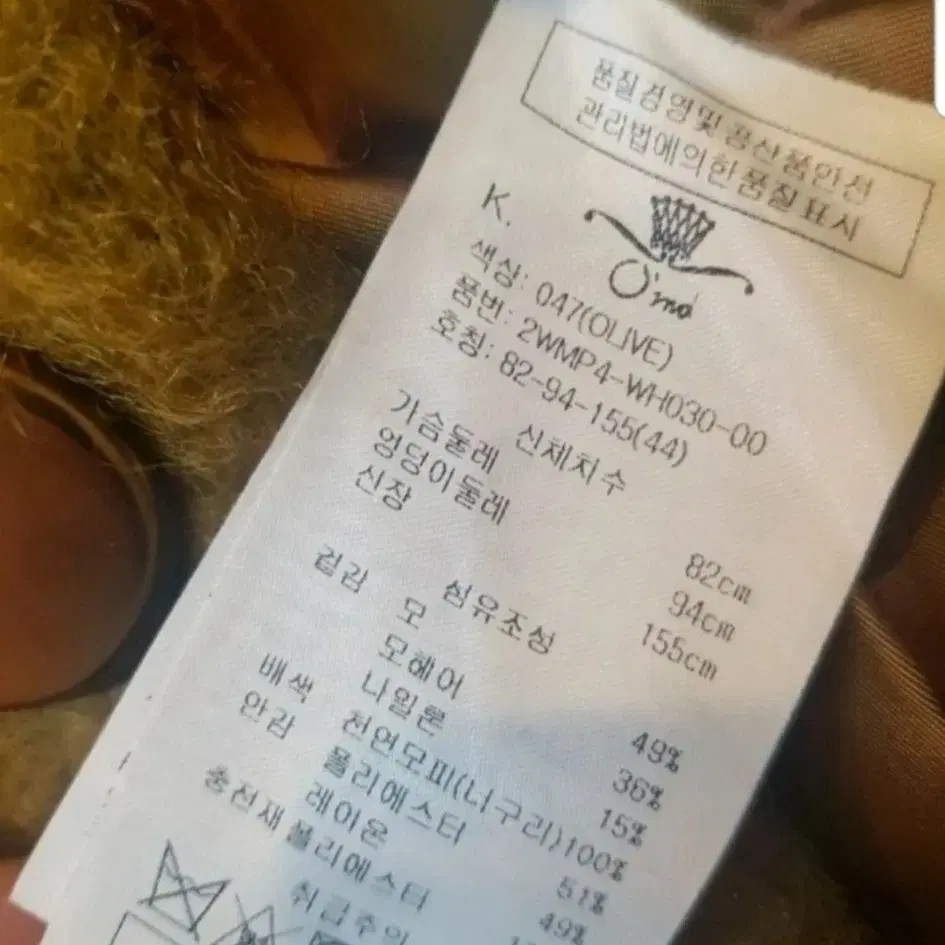 품질경영및 공산품안전
관리법에의한품질표시
K.
O'md
색상: 047(OLIVE)
품번: 2WMP4-WH030-00
호칭: 82-94-155(44)
신체치수
가슴둘레 82cm
엉덩이둘레 94cm
신장 155cm
섬유조성
겉감 모 49%
모헤어 36%
나일론 15%
배색 천연모피(너구리)100%
안감 폴리에스터 51%
레이온 49%
충전재 폴리에스터
취급주의